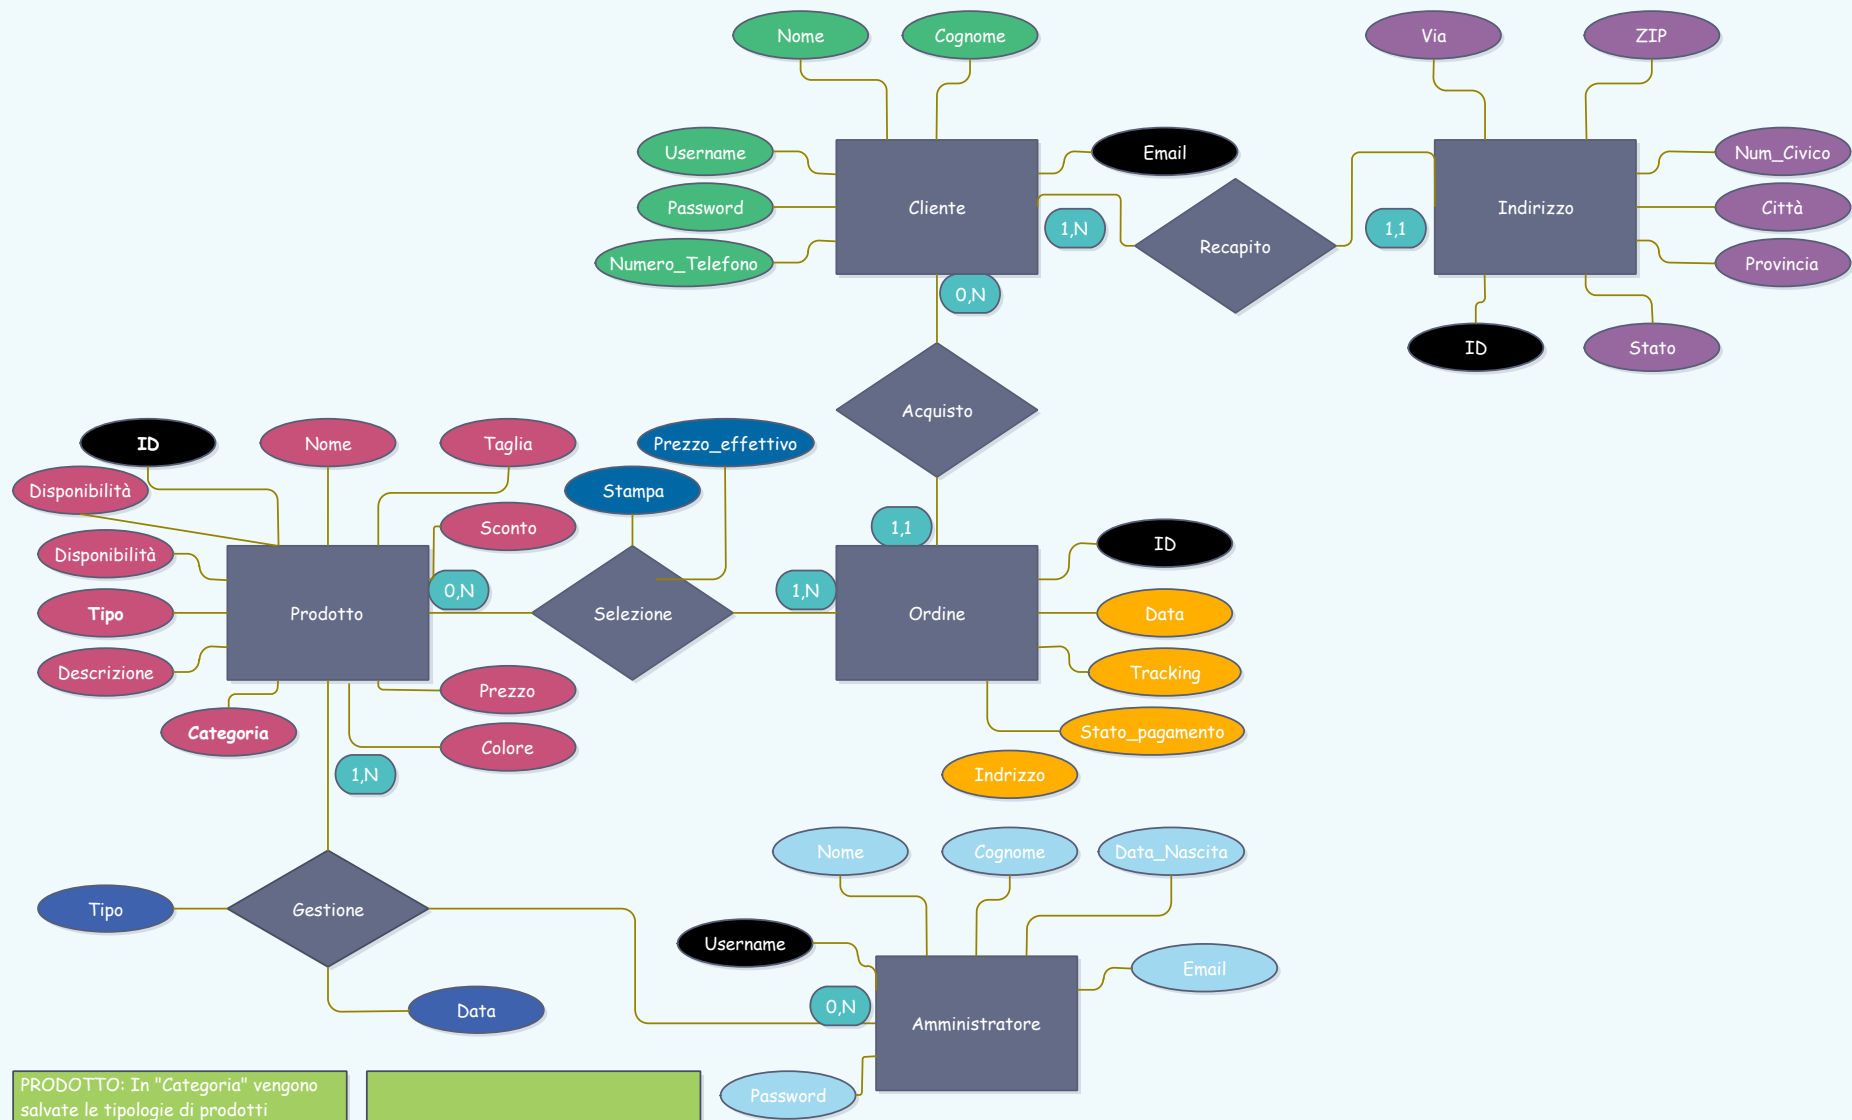 Nome
Cognome
Via
ZIP
Username
Email
Num_Civico
Password
Cliente
1,N
Recapito
1,1
Indirizzo
Città
Numero_Telefono
Provincia
0,N
ID
Stato
Acquisto
ID
Nome
Taglia
Prezzo_effettivo
Disponibilità
Stampa
Sconto
1,1
ID
Disponibilità
0,N
1,N
Tipo
Prodotto
Selezione
Ordine
Data
Descrizione
Prezzo
Tracking
Categoria
Colore
Stato_pagamento
1,N
Indrizzo
Nome
Cognome
Data_Nascita
Tipo
Gestione
Username
Email
Data
0,N
Amministratore
Password
PRODOTTO: In "Categoria" vengono
salvate le tipologie di prodotti